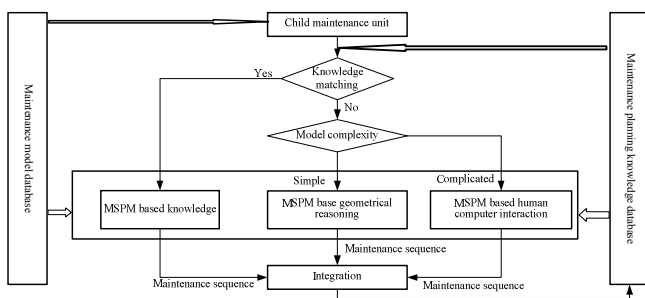 Child maintenance unit
Maintenance model database
Maintenance planning knowledge database
Knowledge
matching
Yes
No
Model complexity
Simple
Complicated
MSPM based knowledge
MSPM base geometrical
reasoning
MSPM based human
computer interaction
Maintenance sequence
Maintenance sequence
Integration
Maintenance sequence